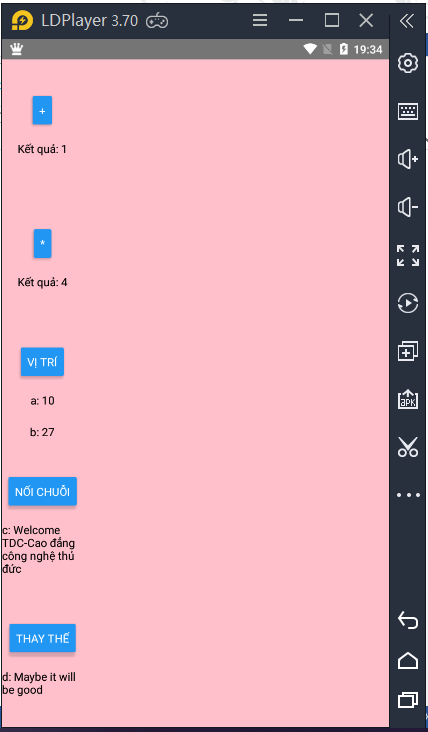 LDPlayer 3.70
19:34
+
Kết quả: 1
*
Kết quả: 4
VỊ TRÍ
a: 10
b: 27
NỐI CHUỖI
c: Welcome
TDC-Cao đẳng
công nghệ thủ
đức
THAY THẾ
d: Maybe it will
be good
APK